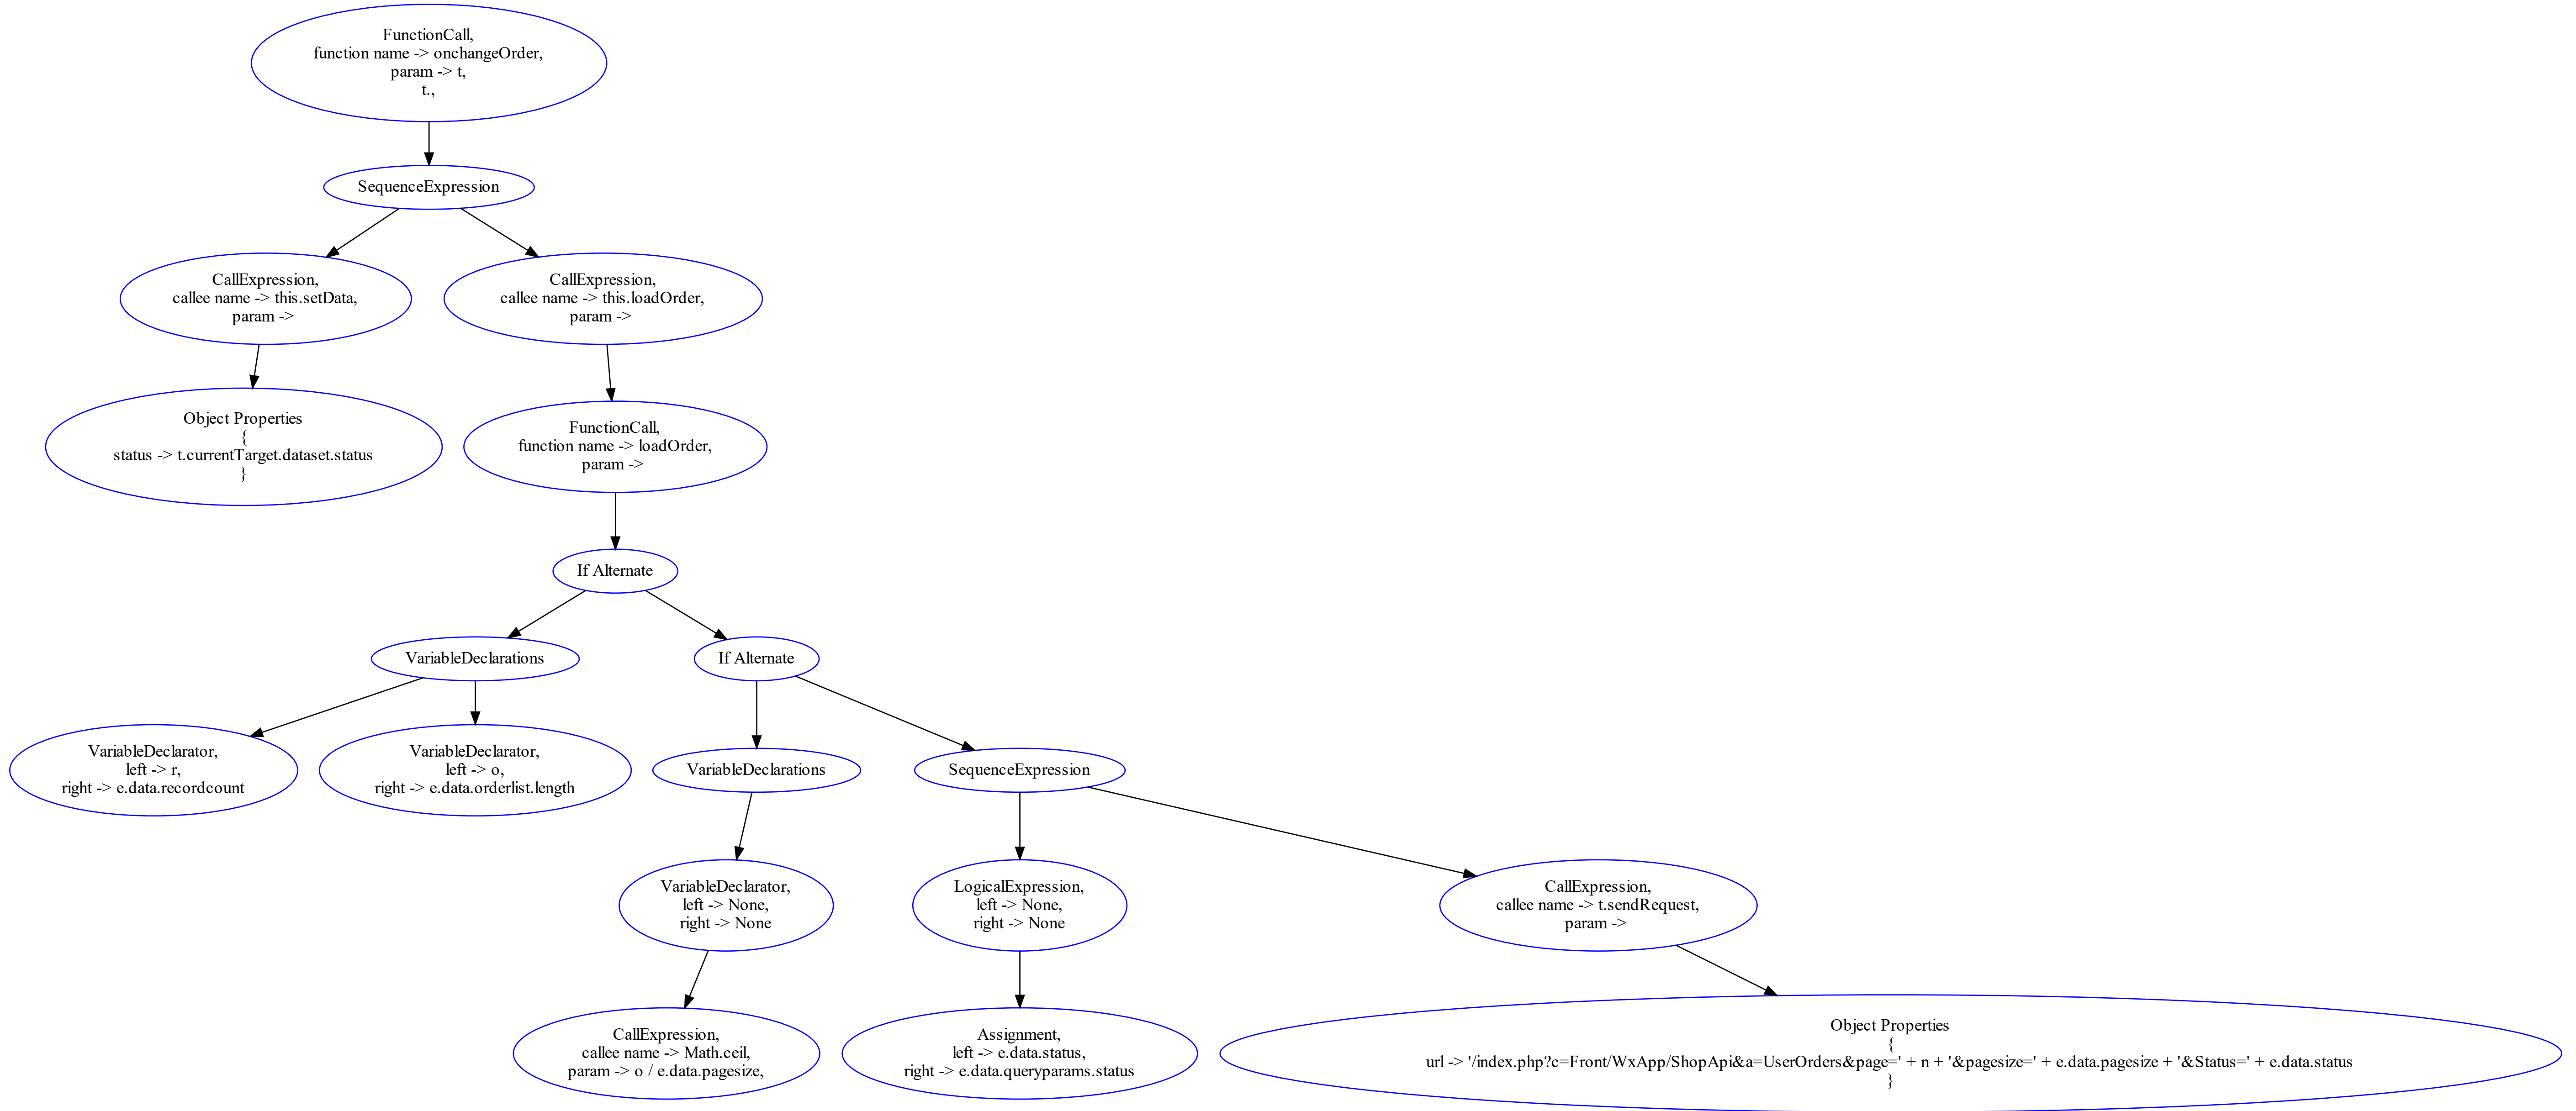 FunctionCall,
function name -> onchangeOrder,
param -> t,
t.,
SequenceExpression
CallExpression,
callee name -> this.setData,
param ->
CallExpression,
callee name -> this.loadOrder,
param ->
Object Properties
{
status -> t.currentTarget.dataset.status
}
FunctionCall,
function name -> loadOrder,
param ->
If Alternate
VariableDeclarations
If Alternate
VariableDeclarator,
left -> r,
right -> e.data.recordcount
VariableDeclarator,
left -> o,
right -> e.data.orderlist.length
VariableDeclarations
SequenceExpression
VariableDeclarator,
left -> None,
right -> None
LogicalExpression,
left -> None,
right -> None
CallExpression,
callee name -> t.sendRequest,
param ->
CallExpression,
callee name -> Math.ceil,
param -> o / e.data.pagesize,
Assignment,
left -> e.data.status,
right -> e.data.queryparams.status
Object Properties
{
url -> '/index.php?c=Front/WxApp/ShopApi&a=UserOrders&page=' + n + '&pagesize=' + e.data.pagesize + '&Status=' + e.data.status
}